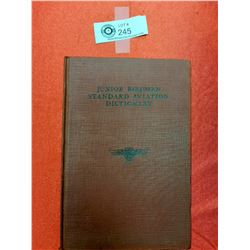 LOT #
245
JUNIOR BIRDMEN
STANDARD AVIATION
DICTIONARY